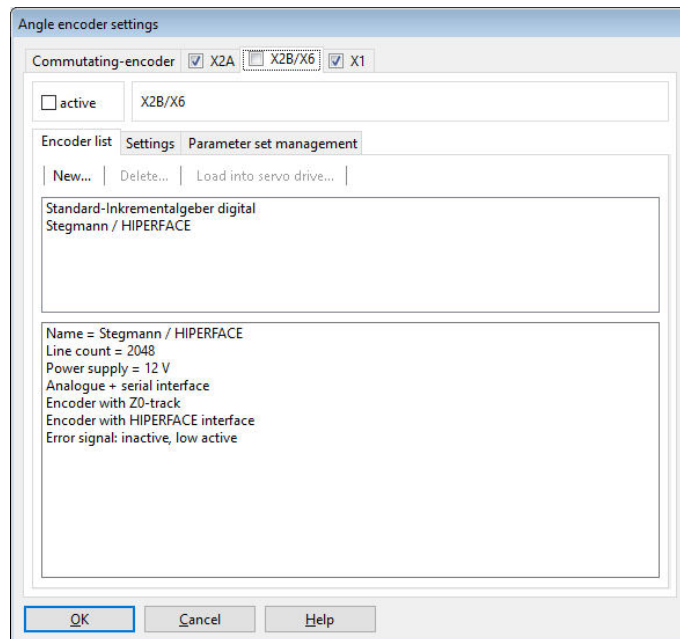 Angle encoder settings
Commutating-encoder X2A X2B/X6 X1
active X2B/X6
Encoder list Settings Parameter set management
New... Delete... Load into servo drive...
Standard-Inkrementalgeber digital
Stegmann / HIPERFACE
Name = Stegmann / HIPERFACE
Line count = 2048
Power supply = 12 V
Analogue + serial interface
Encoder with Z0-track
Encoder with HIPERFACE interface
Error signal: inactive, low active
OK Cancel Help